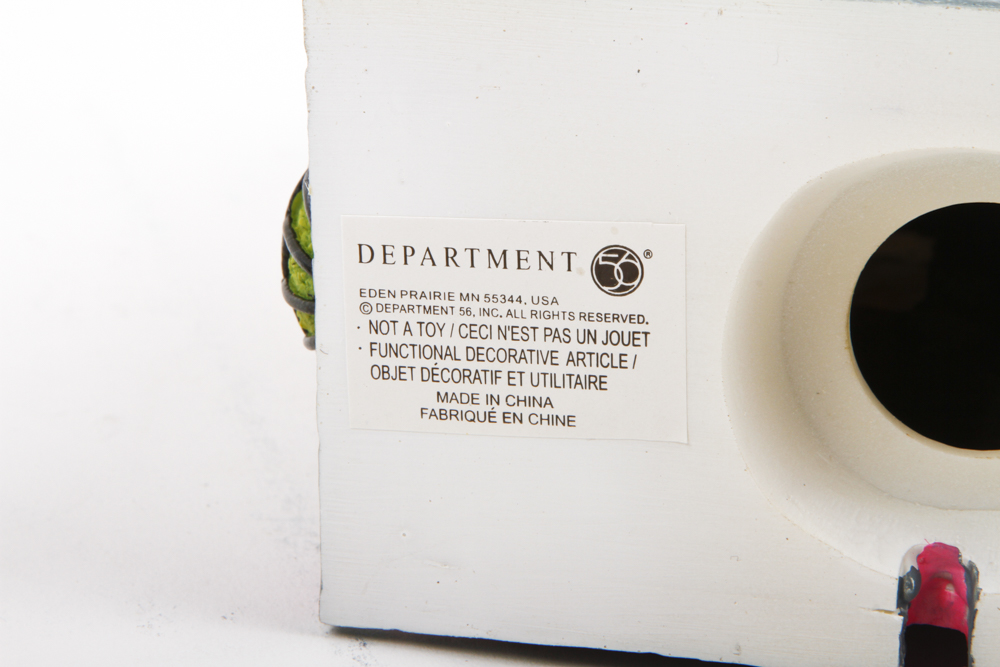 DEPARTMENT 56®
EDEN PRAIRIE MN 55344, USA
© DEPARTMENT 56, INC. ALL RIGHTS RESERVED.
· NOT A TOY / CECI N'EST PAS UN JOUET
· FUNCTIONAL DECORATIVE ARTICLE /
OBJET DÉCORATIF ET UTILITAIRE
MADE IN CHINA
FABRIQUÉ EN CHINE